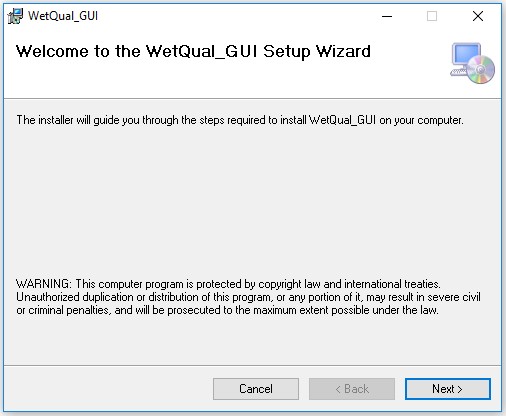 WetQual_GUI
Welcome to the WetQual_GUI Setup Wizard
The installer will guide you through the steps required to install WetQual_GUI on your computer.
WARNING: This computer program is protected by copyright law and international treaties.
Unauthorized duplication or distribution of this program, or any portion of it, may result in severe civil
or criminal penalties, and will be prosecuted to the maximum extent possible under the law.
Cancel
< Back
Next >